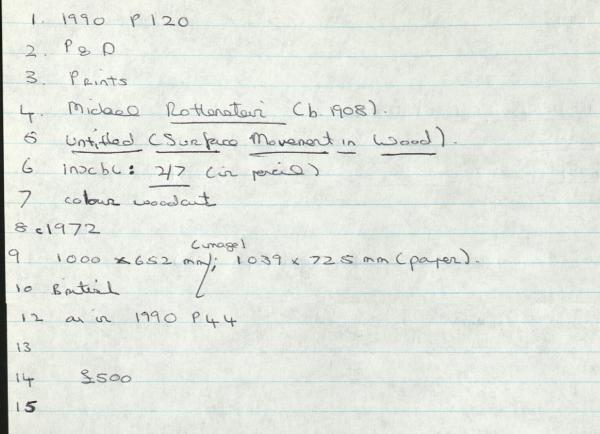 1. 1990 P120
2. P & D
3. Prints
4. Michael Rothenstein (b.1908).
5 Untitled (Surface Movement in Wood).
6 inscbl: 2/7 (in pencil)
7 colour woodcut
8 c1972
(image)
9 1000 x 652 mm; 1039 x 725 mm (paper).
10 British
12 as in 1990 P44
13
14 £500
15